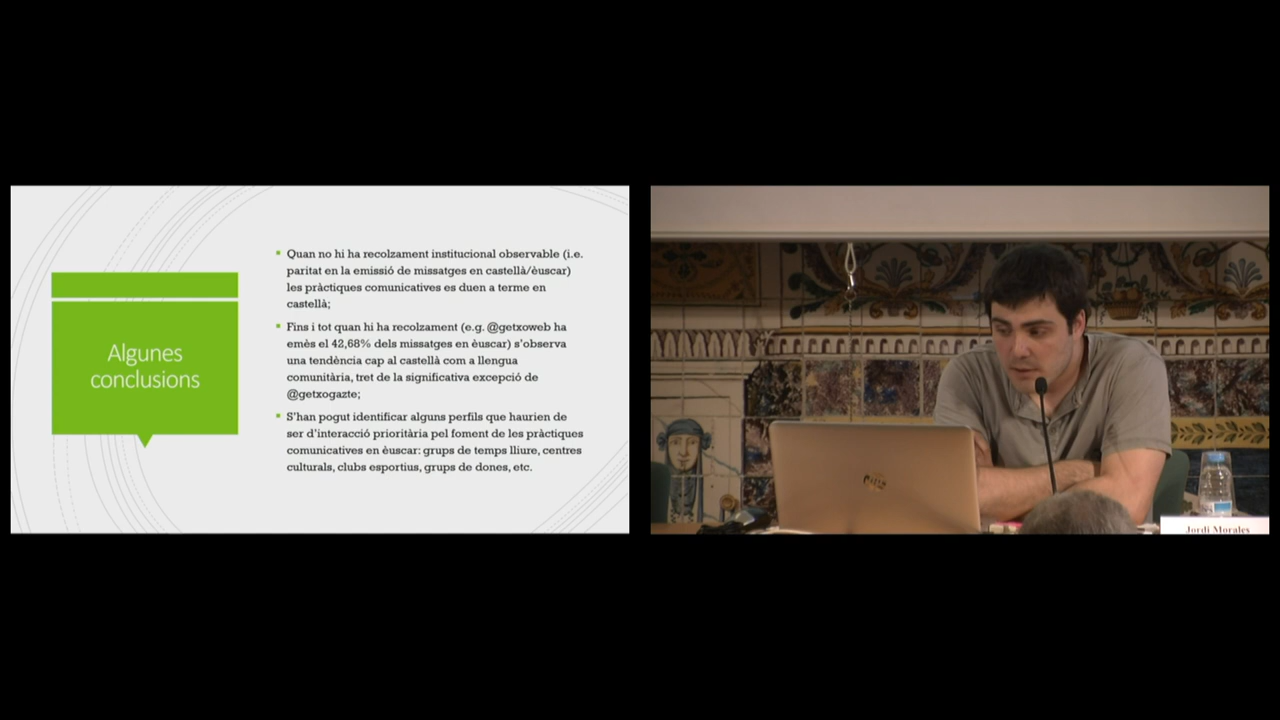 Algunes
conclusions
Quan no hi ha recolzament institucional observable (i.e.
paritat en la emissió de missatges en castellà/èuscar)
les pràctiques comunicatives es duen a terme en
castellà;
Fins i tot quan hi ha recolzament (e.g. @getxoweb ha
emès el 42,68% dels missatges en èuscar) s'observa
una tendència cap al castellà com a llengua
comunitària, tret de la significativa excepció de
@getxogazte;
S'han pogut identificar alguns perfils que haurien de
ser d'interacció prioritària pel foment de les pràctiques
comunicatives en èuscar: grups de temps lliure, centres
culturals, clubs esportius, grups de dones, etc.
Jordi Morales